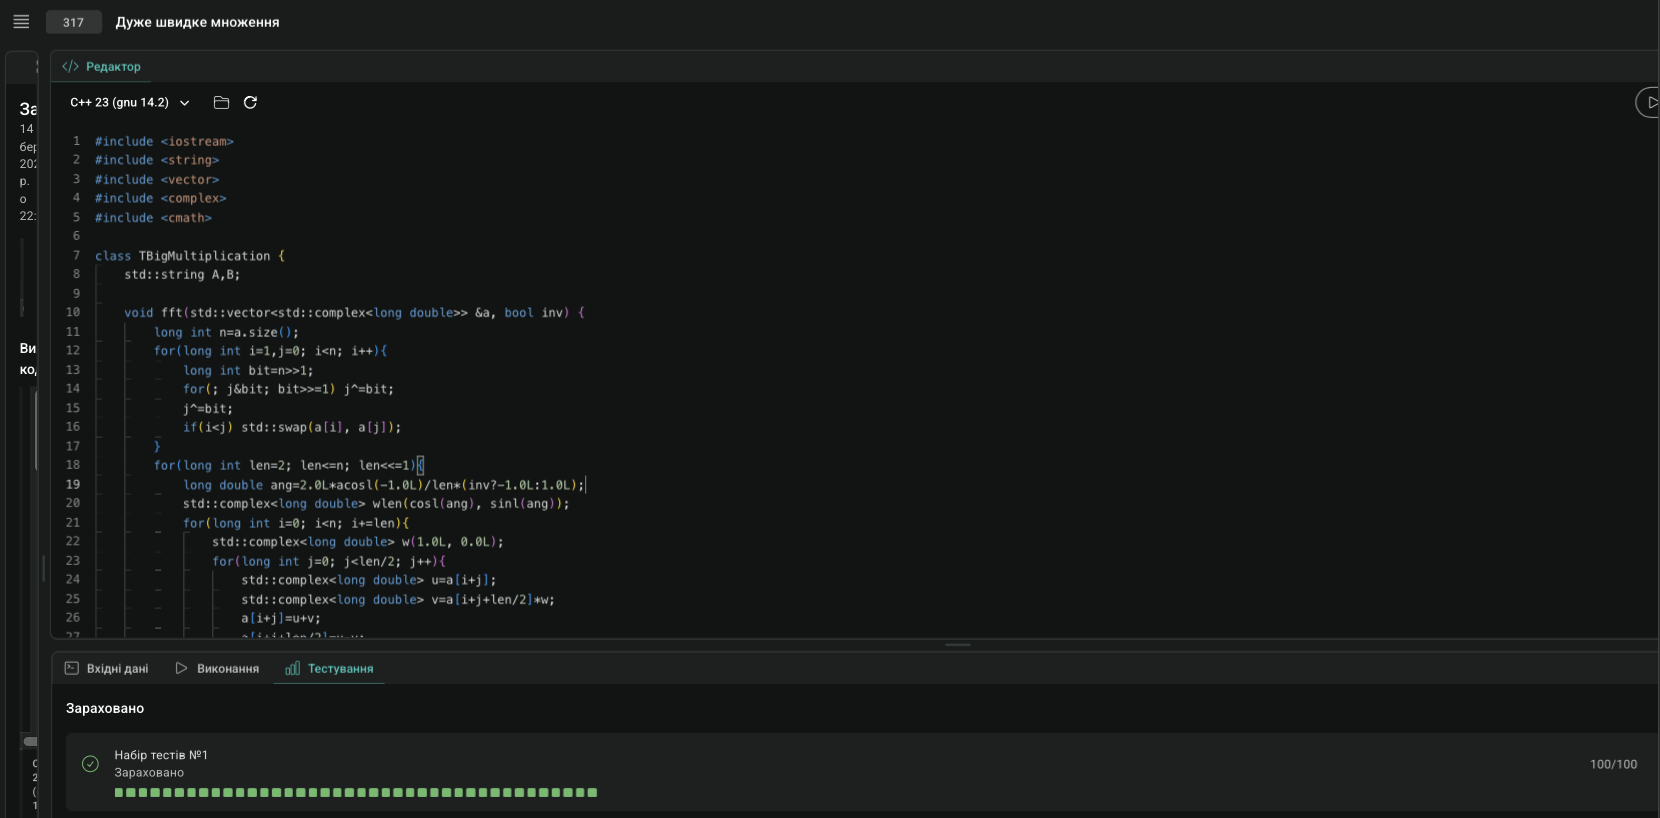 317 Дуже швидке множення
Редактор
C++ 23 (gnu 14.2)
За
14
бер
202
р.
о
22:
Ви
код
1 #include <iostream>
2 #include <string>
3 #include <vector>
4 #include <complex>
5 #include <cmath>
6
7 class TBigMultiplication {
8 std::string A,B;
9
10 void fft(std::vector<std::complex<long double>> &a, bool inv) {
11 long int n=a.size();
12 for(long int i=1,j=0; i<n; i++){
13 long int bit=n>>1;
14 for(; j&bit; bit>>=1) j^=bit;
15 j^=bit;
16 if(i<j) std::swap(a[i], a[j]);
17 }
18 for(long int len=2; len<=n; len<<=1){
19 long double ang=2.0L*acosl(-1.0L)/len*(inv?-1.0L:1.0L);
20 std::complex<long double> wlen(cosl(ang), sinl(ang));
21 for(long int i=0; i<n; i+=len){
22 std::complex<long double> w(1.0L, 0.0L);
23 for(long int j=0; j<len/2; j++){
24 std::complex<long double> u=a[i+j];
25 std::complex<long double> v=a[i+j+len/2]*w;
26 a[i+j]=u+v;
27 a[i+j+len/2]=u-v;
Вхідні дані Виконання Тестування
Зараховано
Набір тестів №1
Зараховано
100/100